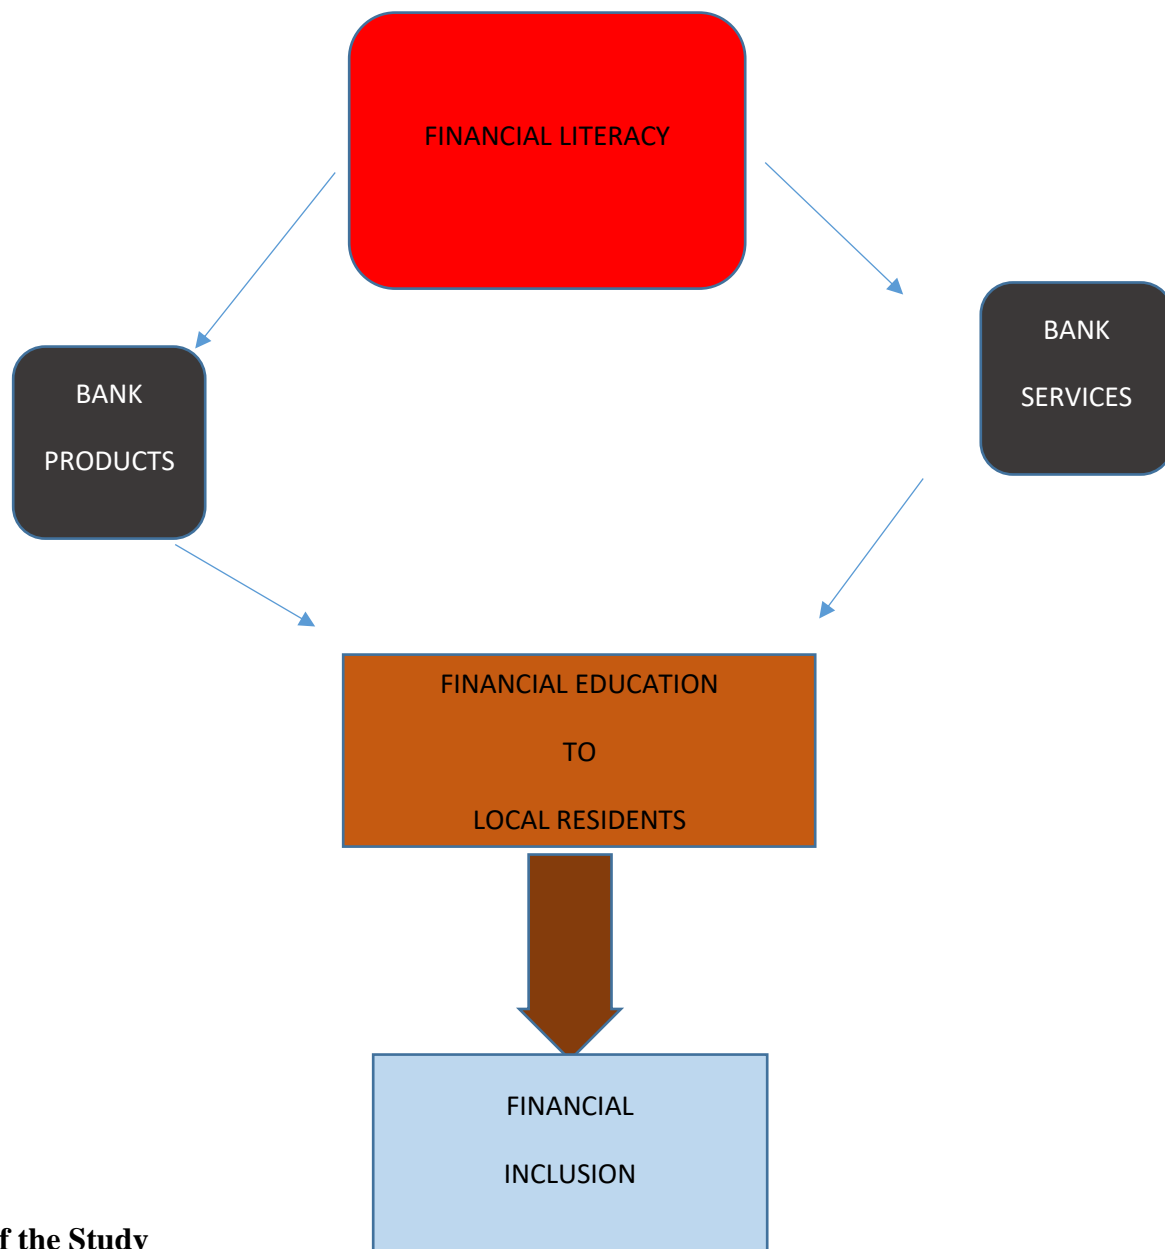 FINANCIAL LITERACY
BANK
SERVICES
BANK
PRODUCTS
FINANCIAL EDUCATION
TO
LOCAL RESIDENTS
FINANCIAL
INCLUSION
f the Study